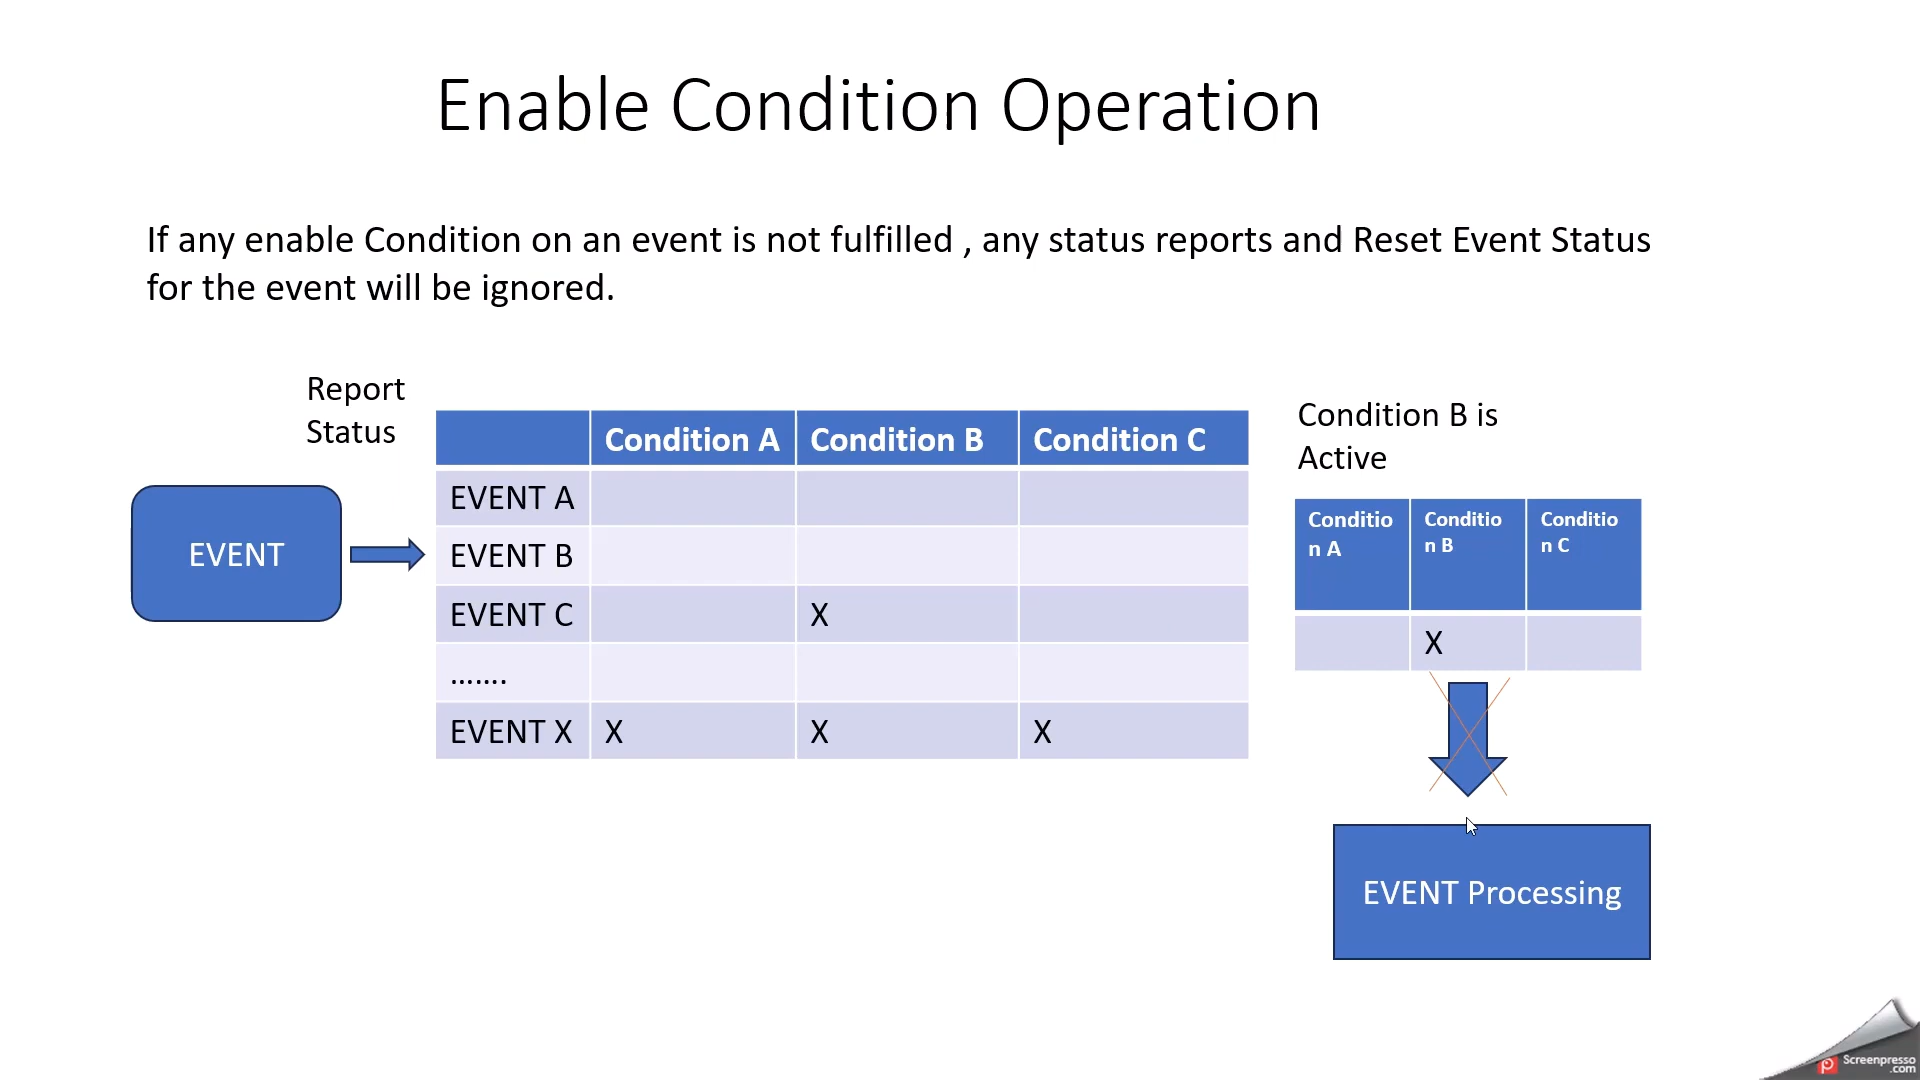 Enable Condition Operation
If any enable Condition on an event is not fulfilled , any status reports and Reset Event Status
for the event will be ignored.
Report
Status
EVENT
Condition A Condition B Condition C
EVENT A
EVENT B
EVENT C X
.......
EVENT X X X X
Condition B is
Active
Conditio
n A
Conditio
n B
Conditio
n C
X
EVENT Processing
Screenpresso
.com